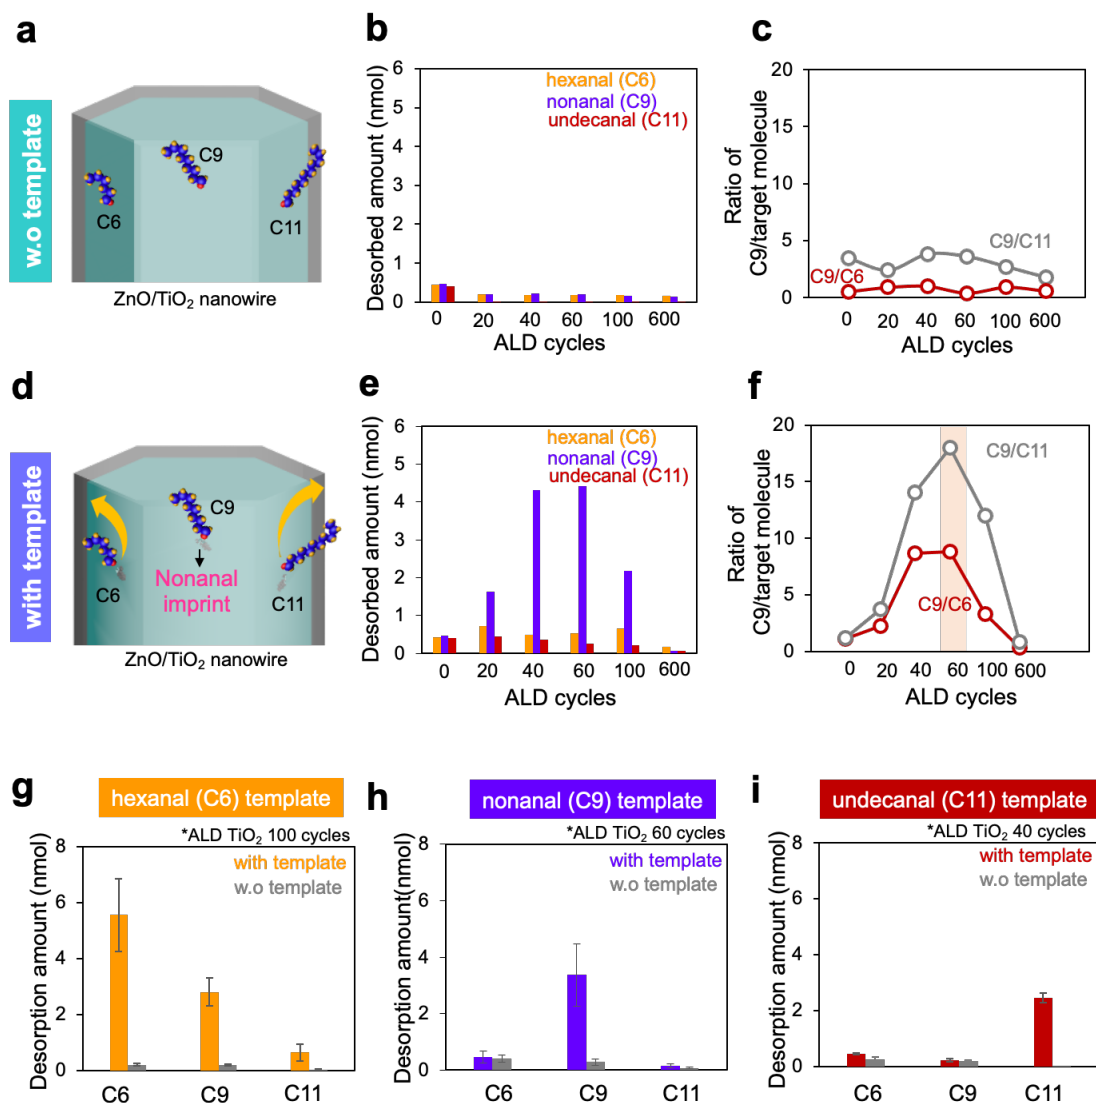 a
w.o template
C9
C6
C11
ZnO/TiO₂ nanowire
b
Desorbed amount (nmol)
6
5
4
3
2
1
0
hexanal (C6)
nonanal (C9)
undecanal (C11)
0 20 40 60 100 600
ALD cycles
c
Ratio of
C9/target molecule
20
15
10
5
0
C9/C11
C9/C6
0 20 40 60 100 600
ALD cycles
d
with template
C9
C6
C11
Nonanal
imprint
ZnO/TiO₂ nanowire
e
Desorbed amount (nmol)
6
5
4
3
2
1
0
hexanal (C6)
nonanal (C9)
undecanal (C11)
0 20 40 60 100 600
ALD cycles
f
Ratio of
C9/target molecule
20
15
10
5
0
C9/C11
C9/C6
0 20 40 60 100 600
ALD cycles
g
hexanal (C6) template
*ALD TiO₂ 100 cycles
with template
w.o template
Desorption amount (nmol)
8
6
4
2
0
C6 C9 C11
h
nonanal (C9) template
*ALD TiO₂ 60 cycles
with template
w.o template
Desorption amount(nmol)
8
6
4
2
0
C6 C9 C11
i
undecanal (C11) template
*ALD TiO₂ 40 cycles
with template
w.o template
Desorption amount (nmol)
8
6
4
2
0
C6 C9 C11